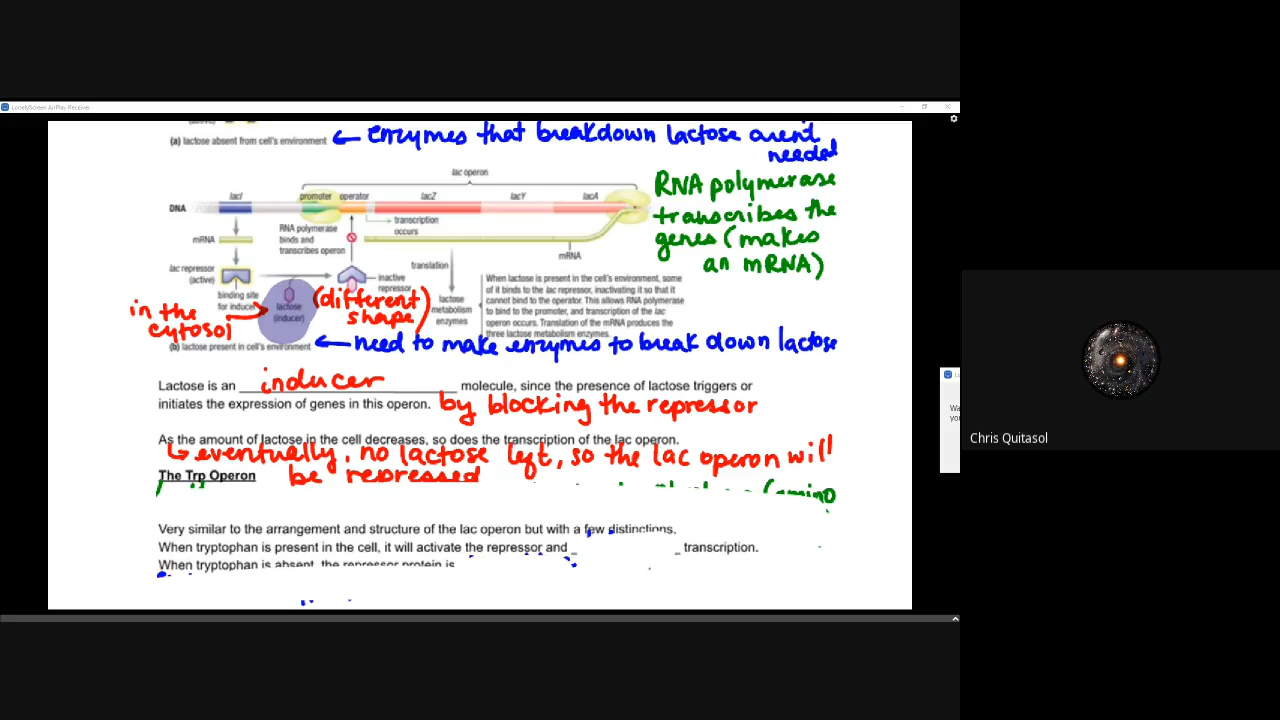 LonelyScreen AirPlay Receiver
(a) lactose absent from cell's environment ← enzymes that breakdown lactose aren't
needed
lac operon
lacI promoter operator lacZ lacY lacA
RNA polymerase
transcribes the
genes (makes
an mRNA)
DNA
transcription
occurs
RNA polymerase
binds and
transcribes operon
mRNA
mRNA
translation
lac repressor
(active)
inactive
repressor
binding site
for inducer
lactose
(inducer)
(different
shape)
in the
cytosol
lactose
metabolism
enzymes
When lactose is present in the cell's environment, some
of it binds to the lac repressor, inactivating it so that it
cannot bind to the operator. This allows RNA polymerase
to bind to the promoter, and transcription of the lac
operon occurs. Translation of the mRNA produces the
three lactose metabolism enzymes.
(b) lactose present in cell's environment ← need to make enzymes to break down lactose
Lactose is an inducer molecule, since the presence of lactose triggers or
initiates the expression of genes in this operon. by blocking the repressor
As the amount of lactose in the cell decreases, so does the transcription of the lac operon.
↳ eventually, no lactose left, so the lac operon will
be repressed
The Trp Operon
(amino
Very similar to the arrangement and structure of the lac operon but with a few distinctions.
When tryptophan is present in the cell, it will activate the repressor and _ _ transcription.
When tryptophan is absent, the repressor protein is
Chris Quitasol